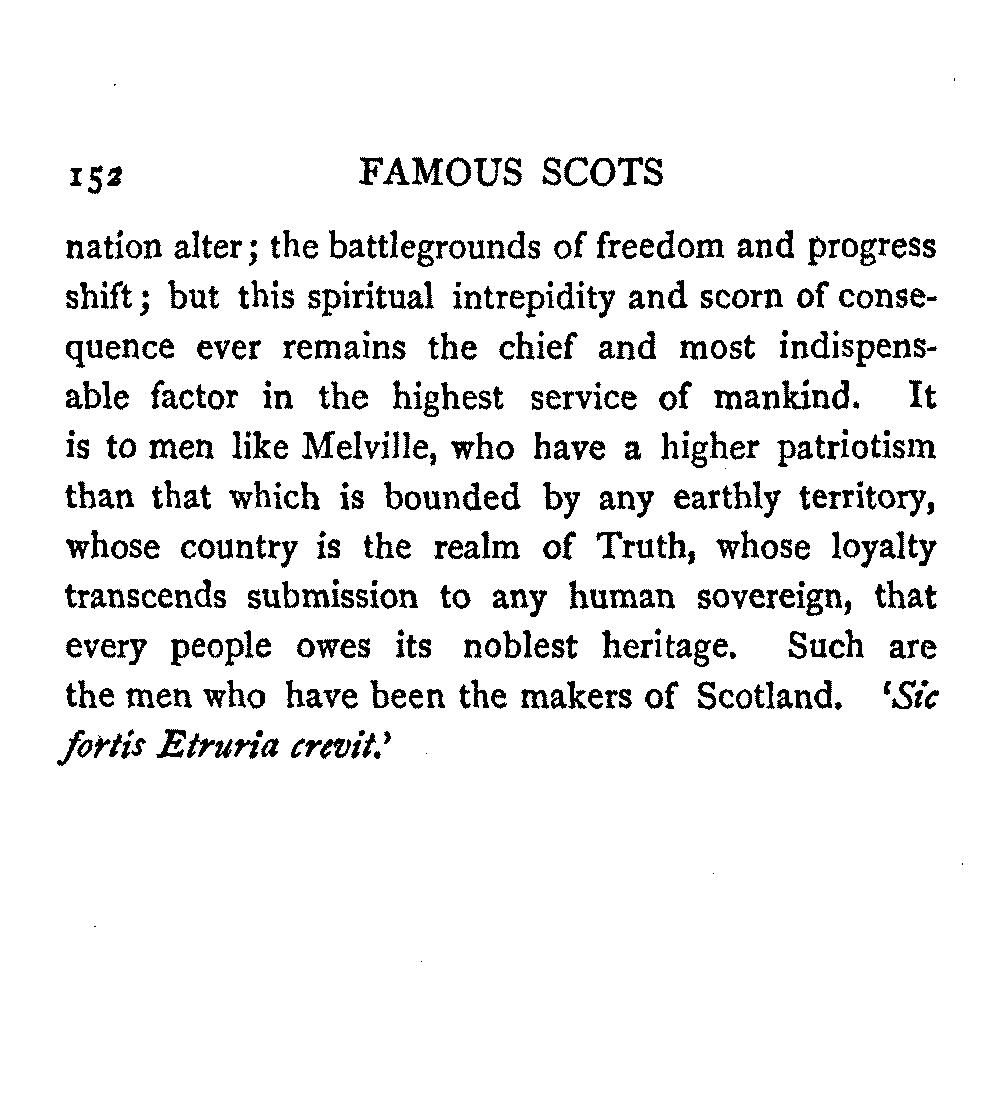 152 FAMOUS SCOTS
nation alter; the battlegrounds of freedom and progress
shift; but this spiritual intrepidity and scorn of conse-
quence ever remains the chief and most indispens-
able factor in the highest service of mankind. It
is to men like Melville, who have a higher patriotism
than that which is bounded by any earthly territory,
whose country is the realm of Truth, whose loyalty
transcends submission to any human sovereign, that
every people owes its noblest heritage. Such are
the men who have been the makers of Scotland. ‘Sic
fortis Etruria crevit.’